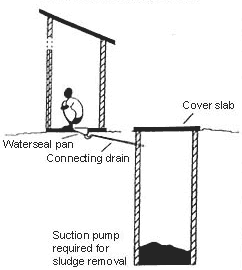 Cover slab
Waterseal pan
Connecting drain
Suction pump
required for
sludge removal